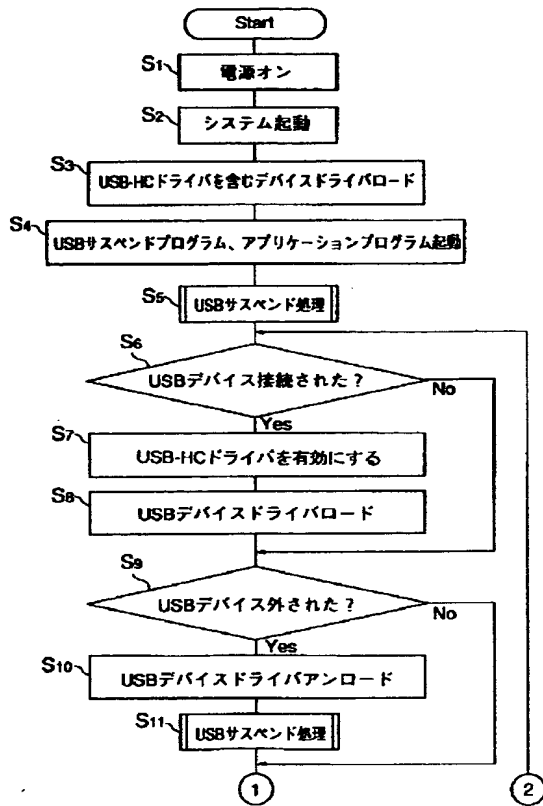 Start
S1
電源オン
S2
システム起動
S3
USB-HCドライバを含むデバイスドライバロード
S4
USBサスペンドプログラム、アプリケーションプログラム起動
S5
USBサスペンド処理
S6
USBデバイス接続された?
No
Yes
S7
USB-HCドライバを有効にする
S8
USBデバイスドライバロード
S9
USBデバイス外された?
No
Yes
S10
USBデバイスドライバアンロード
S11
USBサスペンド処理
1
2